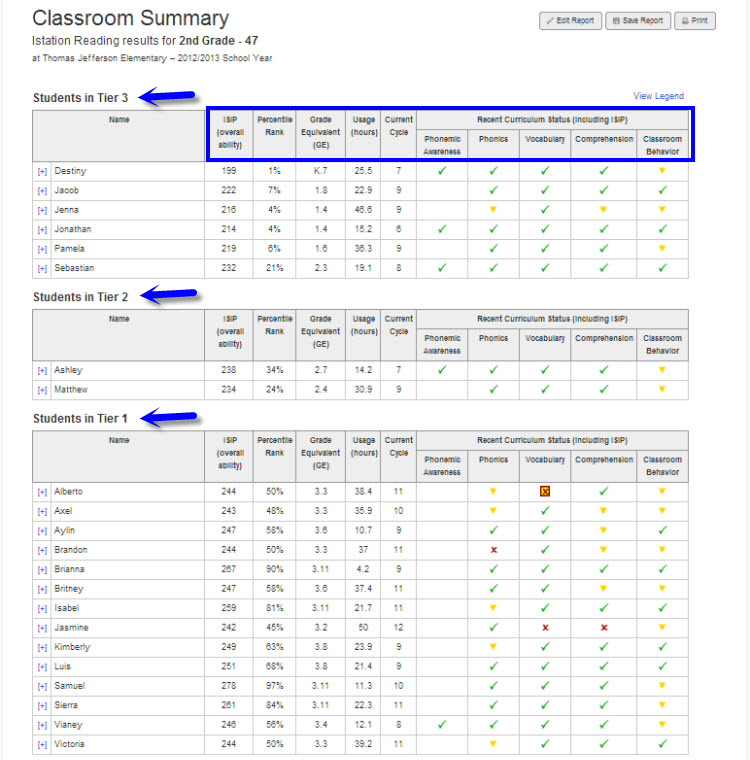 Classroom Summary
Edit Report Save Report Print
Istation Reading results for 2nd Grade - 47
at Thomas Jefferson Elementary – 2012/2013 School Year
Students in Tier 3 View Legend
Name ISIP (overall ability) Percentile Rank Grade Equivalent (GE) Usage (hours) Current Cycle Recent Curriculum Status (Including ISIP)
Phonemic Awareness Phonics Vocabulary Comprehension Classroom Behavior
[+] Destiny 199 1% K.7 25.5 7
[+] Jacob 222 7% 1.8 22.9 9
[+] Jenna 216 4% 1.4 46.6 9
[+] Jonathan 214 4% 1.4 15.2 6
[+] Pamela 219 6% 1.6 36.3 9
[+] Sebastian 232 21% 2.3 19.1 8
Students in Tier 2
Name ISIP (overall ability) Percentile Rank Grade Equivalent (GE) Usage (hours) Current Cycle Recent Curriculum Status (Including ISIP)
Phonemic Awareness Phonics Vocabulary Comprehension Classroom Behavior
[+] Ashley 238 34% 2.7 14.2 7
[+] Matthew 234 24% 2.4 30.9 9
Students in Tier 1
Name ISIP (overall ability) Percentile Rank Grade Equivalent (GE) Usage (hours) Current Cycle Recent Curriculum Status (Including ISIP)
Phonemic Awareness Phonics Vocabulary Comprehension Classroom Behavior
[+] Alberto 244 50% 3.3 38.4 11
[+] Axel 243 48% 3.3 35.9 10
[+] Aylin 247 58% 3.6 10.7 9
[+] Brandon 244 50% 3.3 37 11
[+] Brianna 267 90% 3.11 4.2 9
[+] Britney 247 58% 3.6 37.4 11
[+] Isabel 259 81% 3.11 21.7 11
[+] Jasmine 242 45% 3.2 50 12
[+] Kimberly 249 63% 3.8 23.9 9
[+] Luis 251 68% 3.8 21.4 9
[+] Samuel 278 97% 3.11 11.3 10
[+] Sierra 261 84% 3.11 22.3 11
[+] Vianey 246 56% 3.4 12.1 8
[+] Victoria 244 50% 3.3 39.2 11